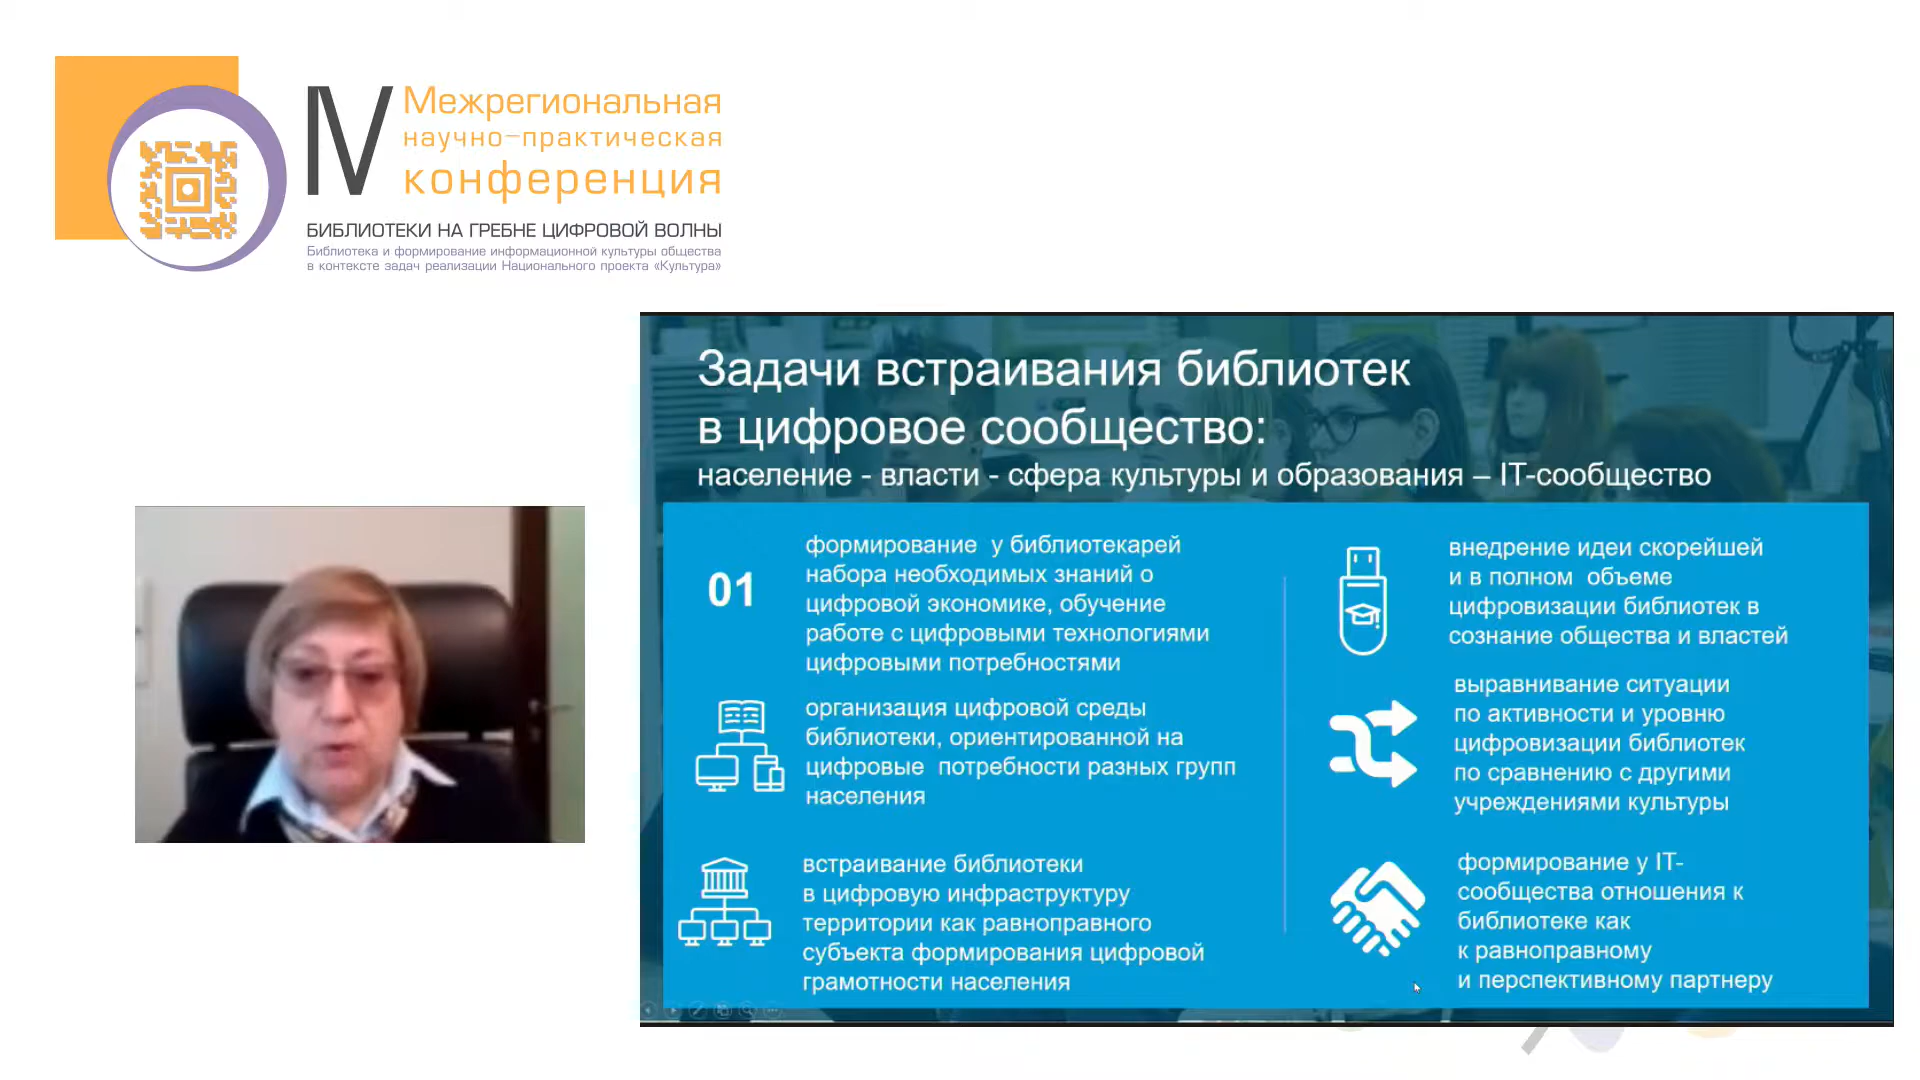 IV
Межрегиональная
научно-практическая
конференция
БИБЛИОТЕКИ НА ГРЕБНЕ ЦИФРОВОЙ ВОЛНЫ
Библиотека и формирование информационной культуры общества
в контексте задач реализации Национального проекта «Культура»
Задачи встраивания библиотек
в цифровое сообщество:
население - власти - сфера культуры и образования – IT-сообщество
01
формирование у библиотекарей
набора необходимых знаний о
цифровой экономике, обучение
работе с цифровыми технологиями
цифровыми потребностями
организация цифровой среды
библиотеки, ориентированной на
цифровые потребности разных групп
населения
встраивание библиотеки
в цифровую инфраструктуру
территории как равноправного
субъекта формирования цифровой
грамотности населения
внедрение идеи скорейшей
и в полном объеме
цифровизации библиотек в
сознание общества и властей
выравнивание ситуации
по активности и уровню
цифровизации библиотек
по сравнению с другими
учреждениями культуры
формирование у IT-
сообщества отношения к
библиотеке как
к равноправному
и перспективному партнеру